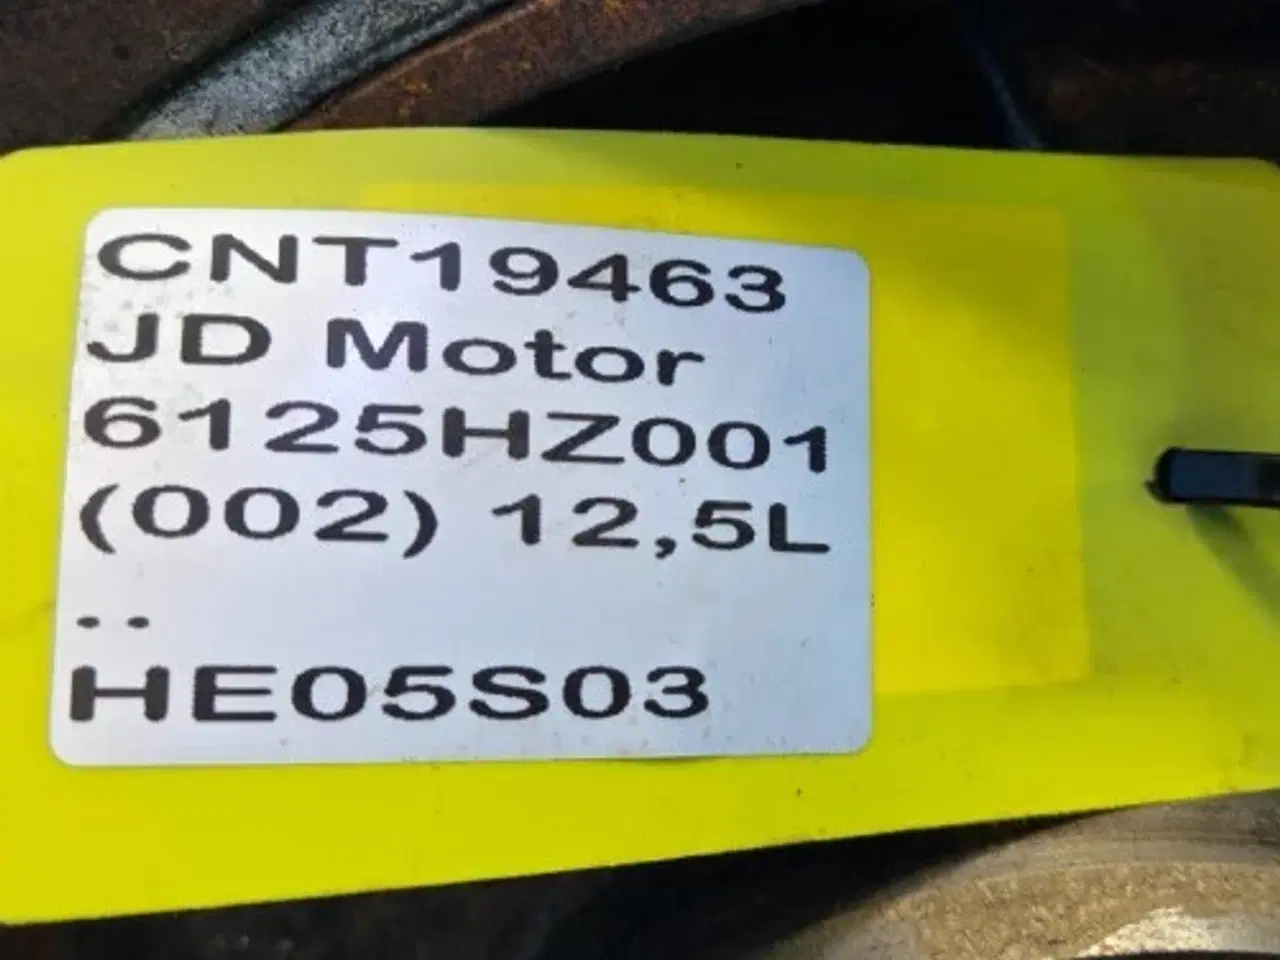 CNT19463
JD Motor
6125HZ001
(002) 12,5L
..
HE05S03